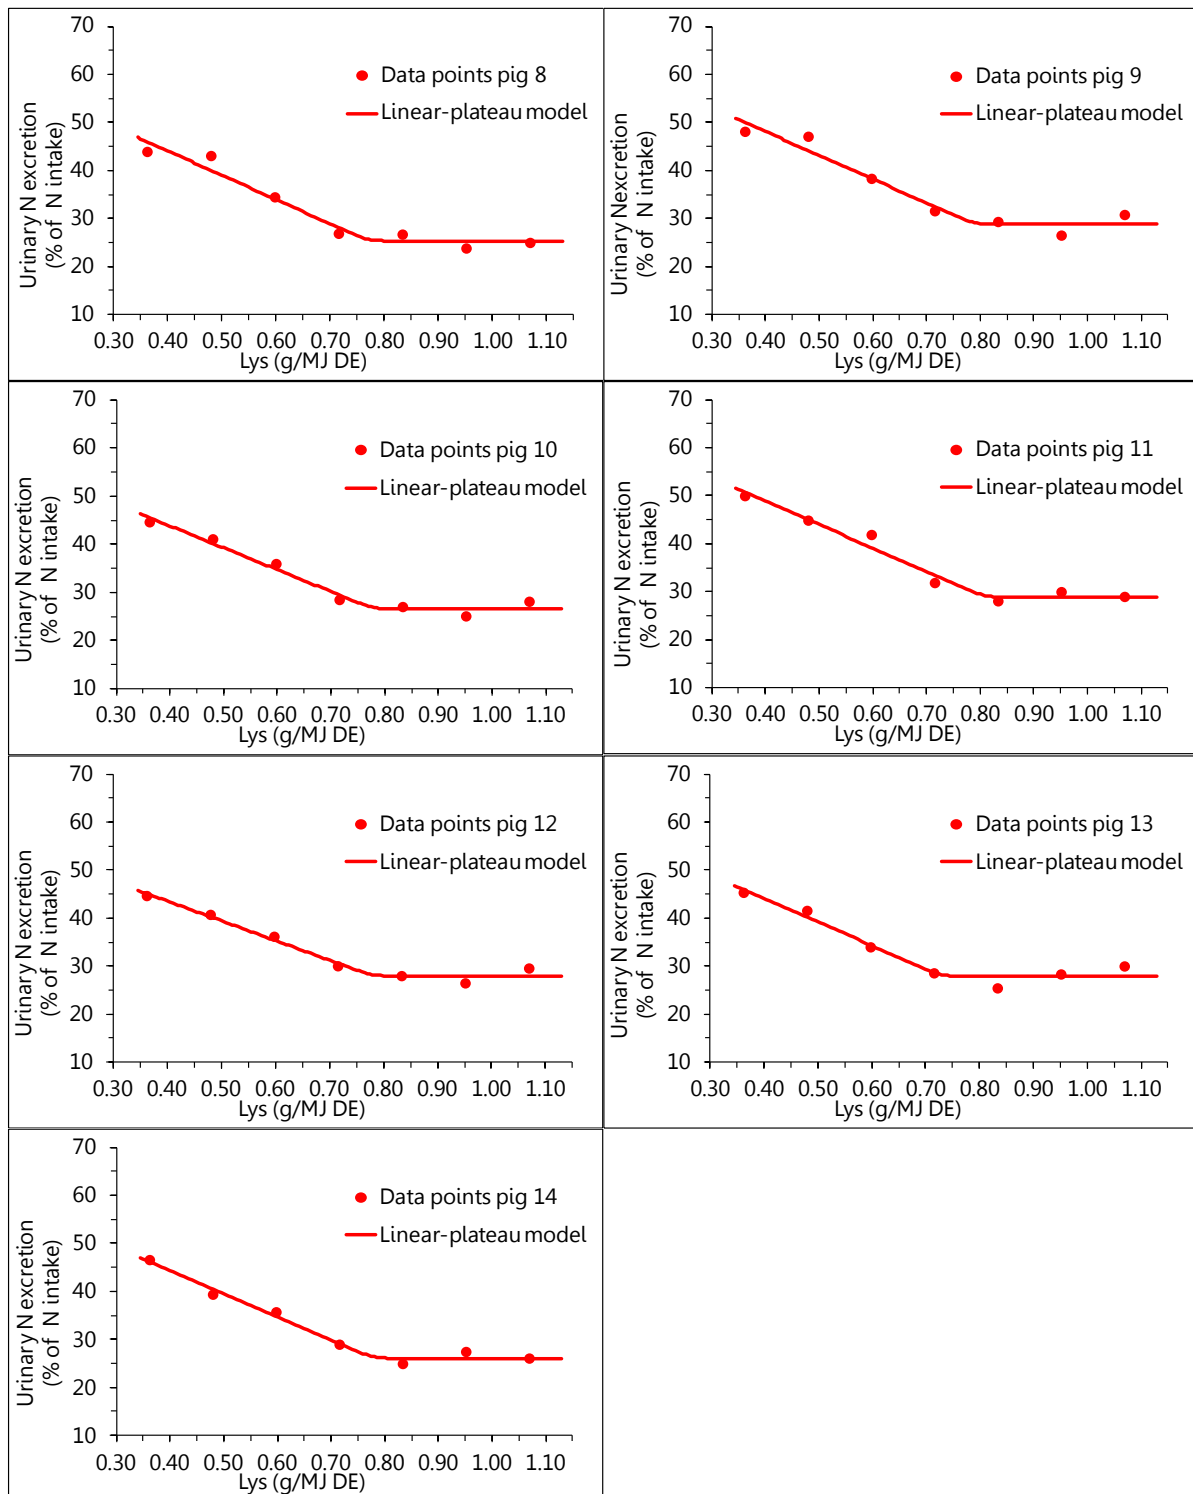 70
60
50
40
30
20
10
Urinary N excretion
(% of N intake)
Data points pig 8
Linear-plateau model
0.30 0.40 0.50 0.60 0.70 0.80 0.90 1.00 1.10
Lys (g/MJ DE)
70
60
50
40
30
20
10
Urinary Nexcretion
(% of N intake)
Data points pig 9
Linear-plateau model
0.30 0.40 0.50 0.60 0.70 0.80 0.90 1.00 1.10
Lys (g/MJ DE)
70
60
50
40
30
20
10
Urinary N excretion
(% of N intake)
Data points pig 10
Linear-plateau model
0.30 0.40 0.50 0.60 0.70 0.80 0.90 1.00 1.10
Lys (g/MJ DE)
70
60
50
40
30
20
10
Urinary N excretion
(% of N intake)
Data points pig 11
Linear-plateau model
0.30 0.40 0.50 0.60 0.70 0.80 0.90 1.00 1.10
Lys (g/MJ DE)
70
60
50
40
30
20
10
Urinary N excretion
(% of N intake)
Data points pig 12
Linear-plateau model
0.30 0.40 0.50 0.60 0.70 0.80 0.90 1.00 1.10
Lys (g/MJ DE)
70
60
50
40
30
20
10
Urinary N excretion
(% of N intake)
Data points pig 13
Linear-plateau model
0.30 0.40 0.50 0.60 0.70 0.80 0.90 1.00 1.10
Lys (g/MJ DE)
70
60
50
40
30
20
10
Urinary N excretion
(% of N intake)
Data points pig 14
Linear-plateau model
0.30 0.40 0.50 0.60 0.70 0.80 0.90 1.00 1.10
Lys (g/MJ DE)